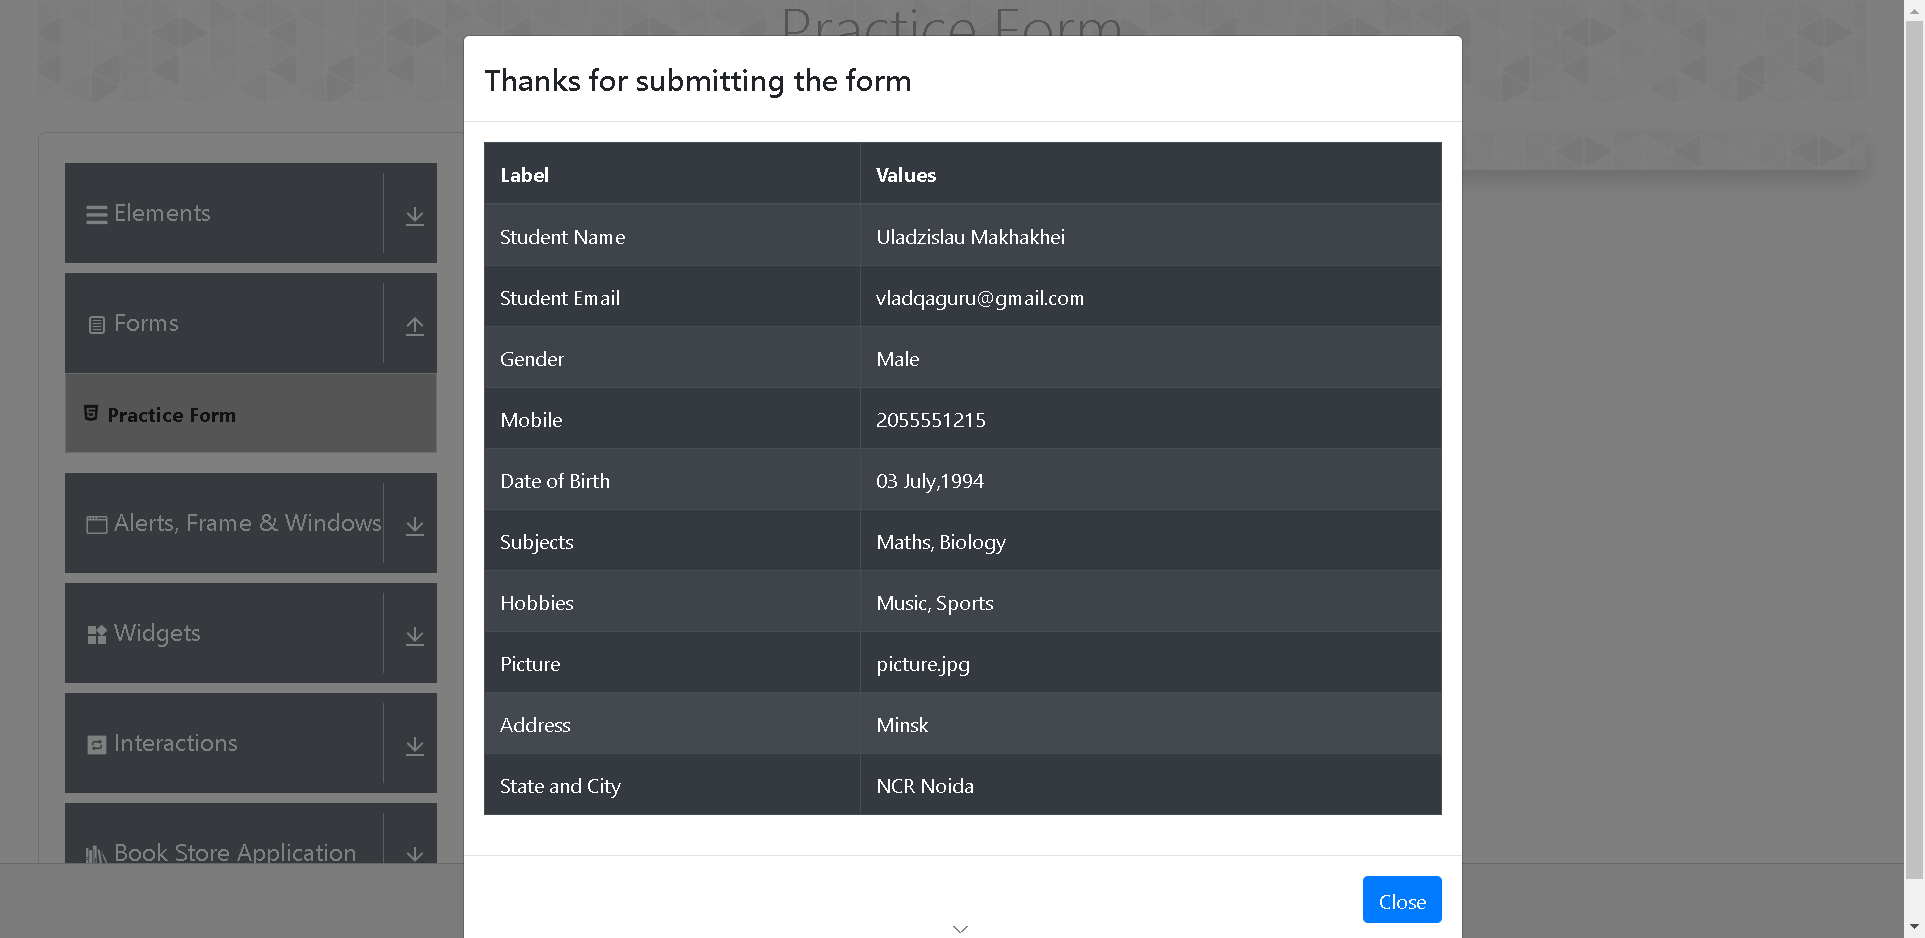 Practice Form
Thanks for submitting the form
Label Values
Student Name Uladzislau Makhakhei
Student Email vladqaguru@gmail.com
Gender Male
Mobile 2055551215
Date of Birth 03 July,1994
Subjects Maths, Biology
Hobbies Music, Sports
Picture picture.jpg
Address Minsk
State and City NCR Noida
Close
Elements
Forms
Practice Form
Alerts, Frame & Windows
Widgets
Interactions
Book Store Application